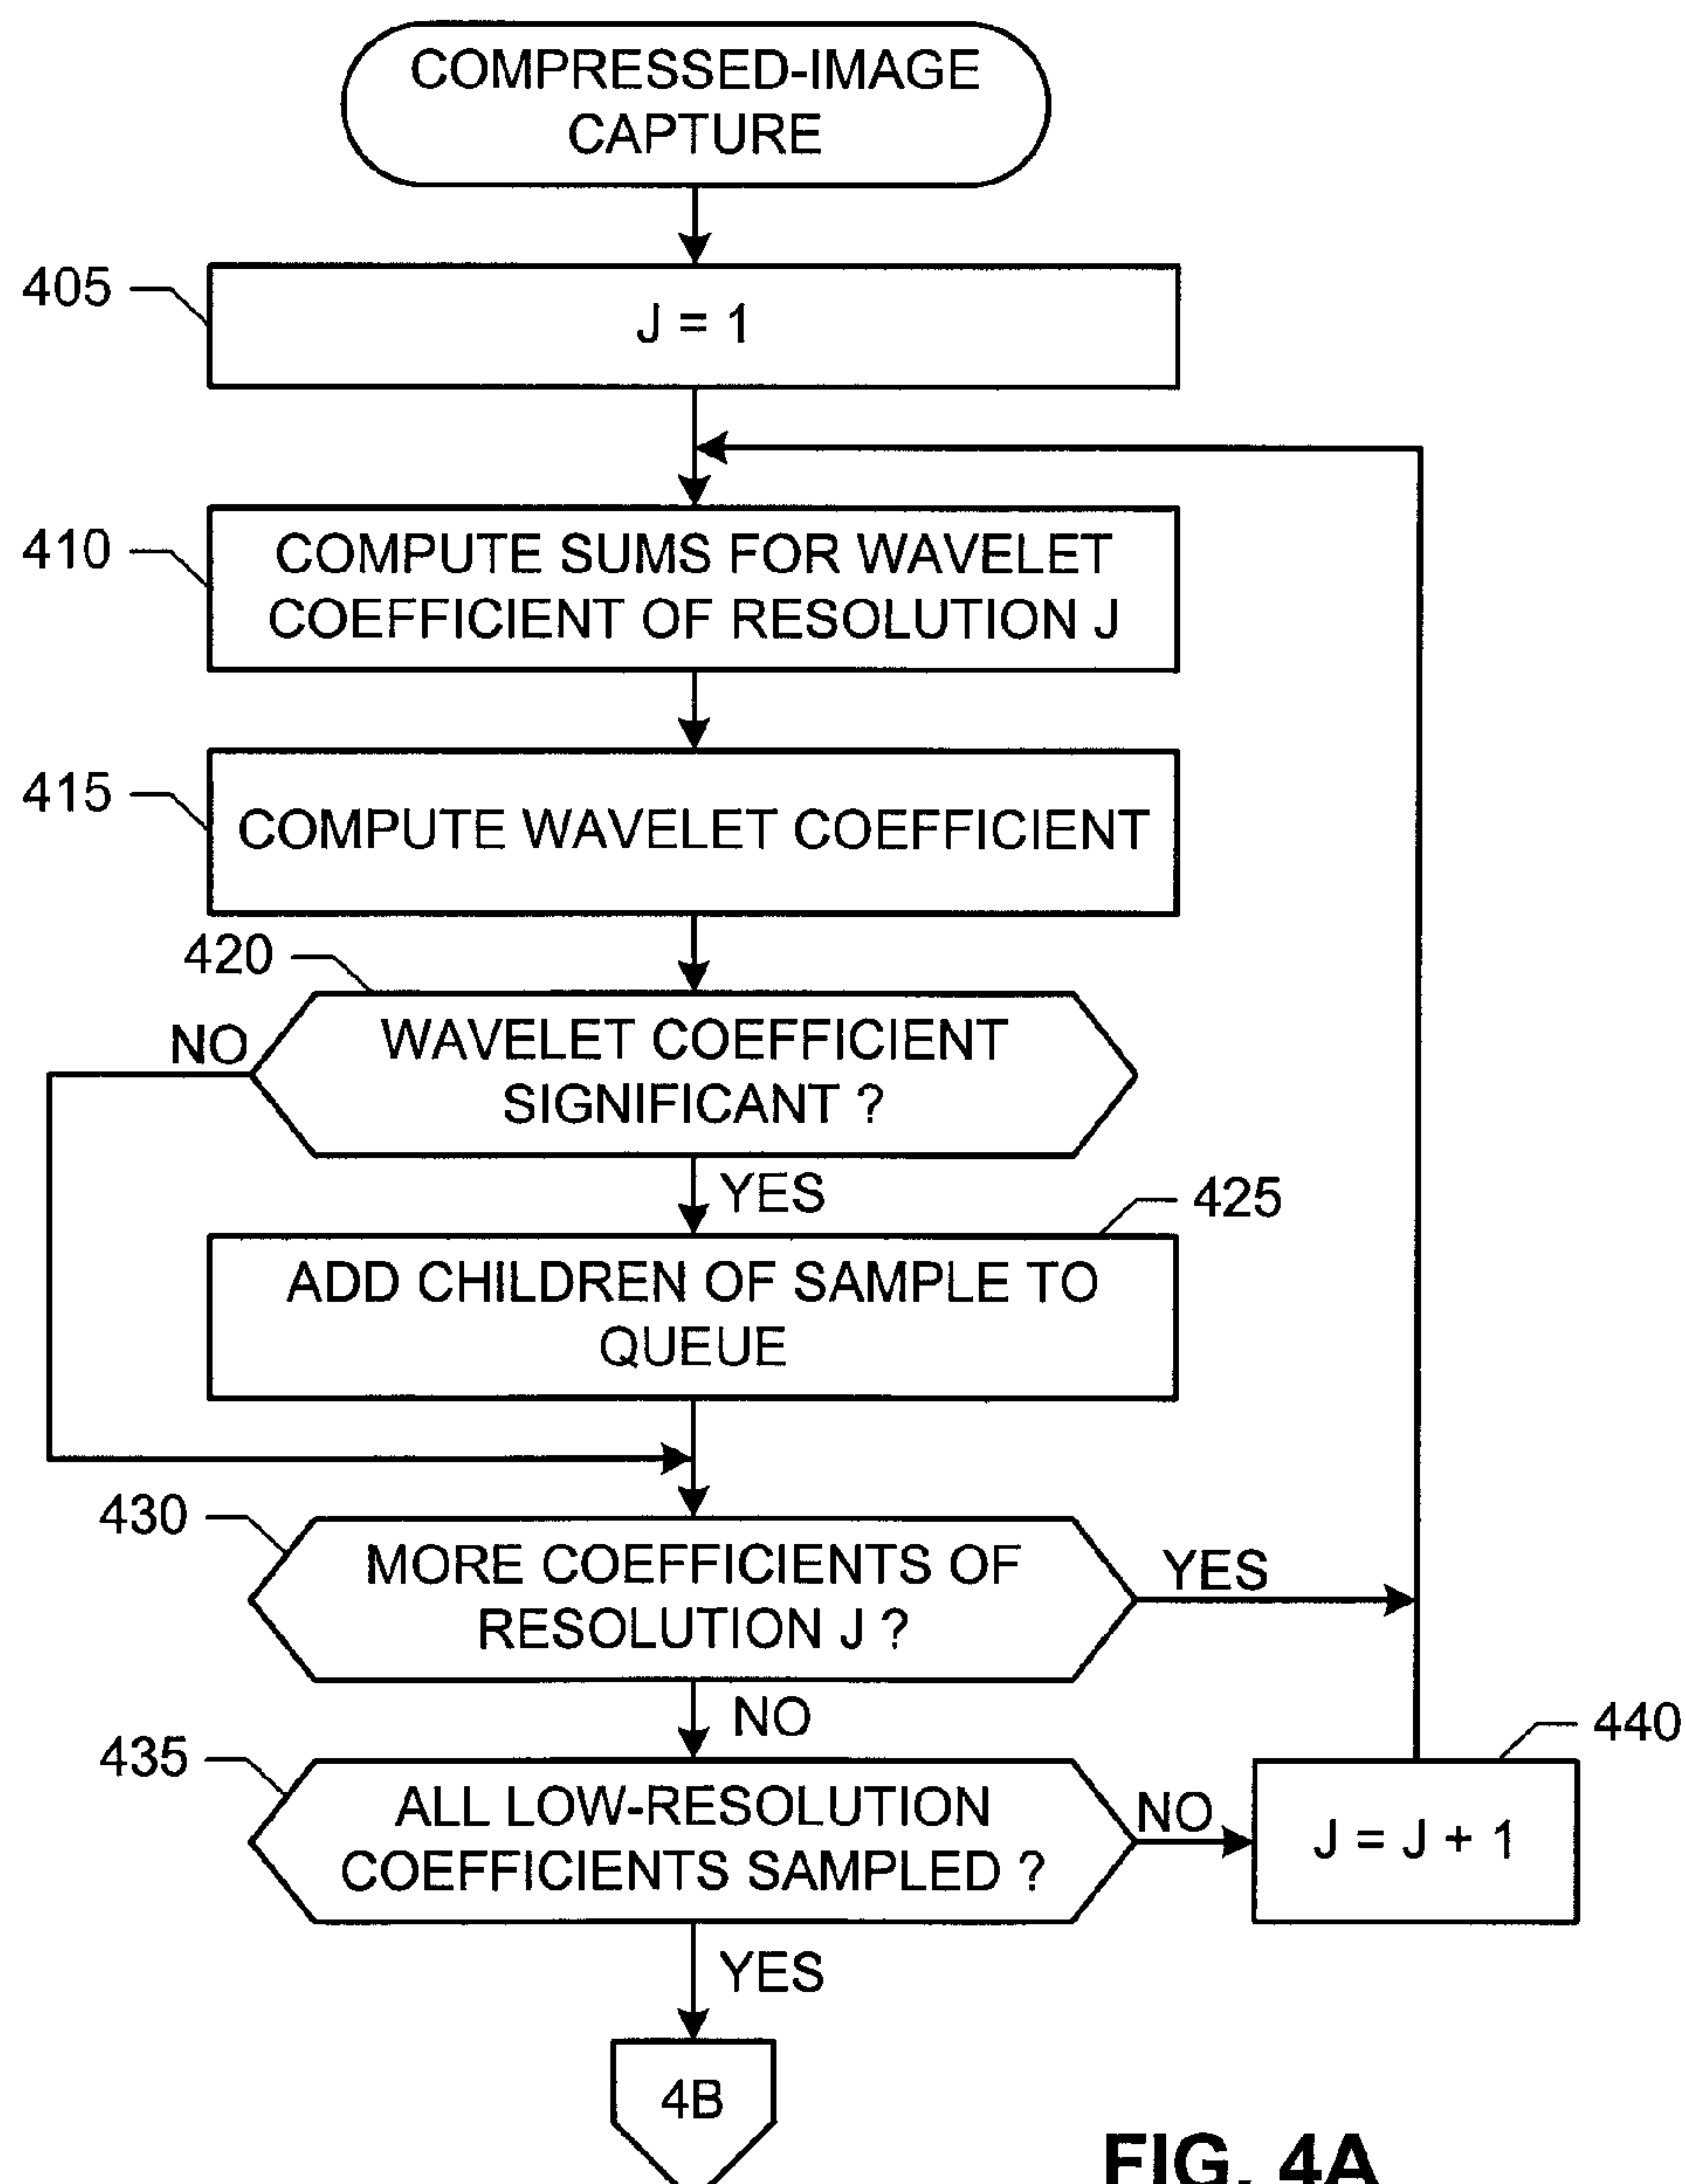 COMPRESSED-IMAGE
CAPTURE
405
J = 1
410
COMPUTE SUMS FOR WAVELET
COEFFICIENT OF RESOLUTION J
415
COMPUTE WAVELET COEFFICIENT
420
NO
WAVELET COEFFICIENT
SIGNIFICANT ?
YES
425
ADD CHILDREN OF SAMPLE TO
QUEUE
430
MORE COEFFICIENTS OF
RESOLUTION J ?
YES
NO
435
ALL LOW-RESOLUTION
COEFFICIENTS SAMPLED ?
NO
440
J = J + 1
YES
4B
FIG. 4A